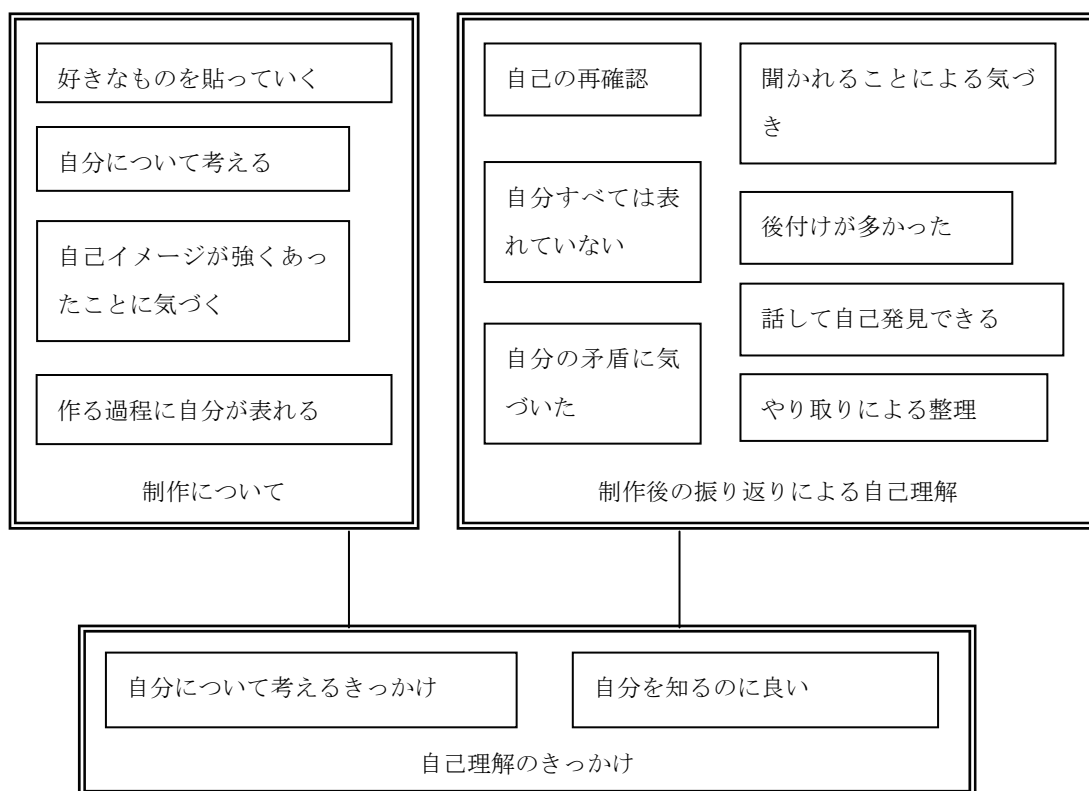 好きなものを貼っていく
自分について考える
自己イメージが強くあっ
たことに気づく
作る過程に自分が表れる
制作について
自己の再確認
自分すべては表
れていない
自分の矛盾に気
づいた
聞かれることによる気づ
き
後付けが多かった
話して自己発見できる
やり取りによる整理
制作後の振り返りによる自己理解
自分について考えるきっかけ
自分を知るのに良い
自己理解のきっかけ